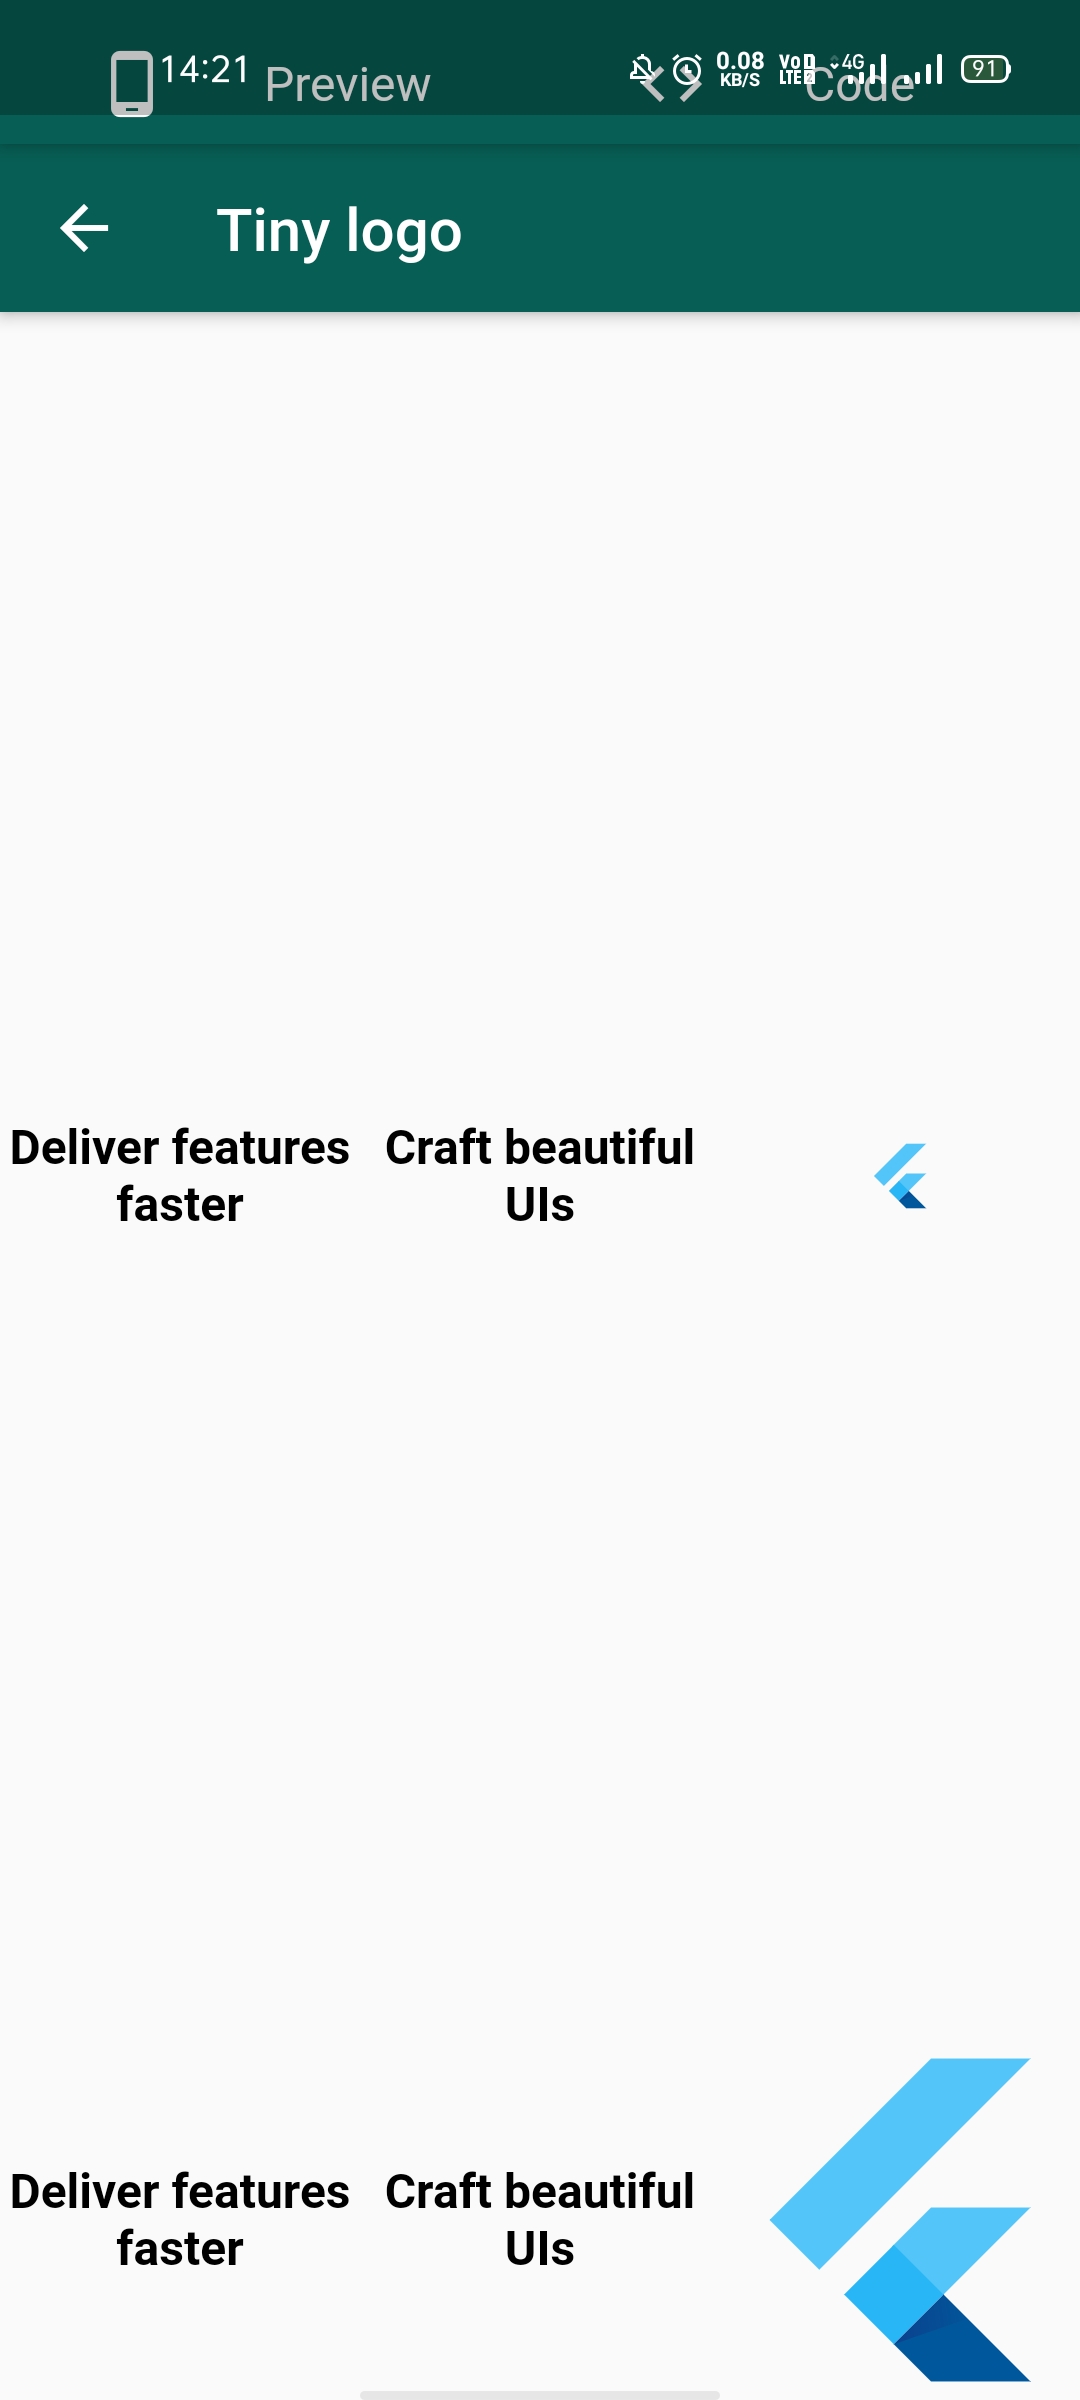 14:21 Preview 0.08 KB/S Vo LTE 4G Code 91
Tiny logo
Deliver features
faster
Craft beautiful
UIs
Deliver features
faster
Craft beautiful
UIs